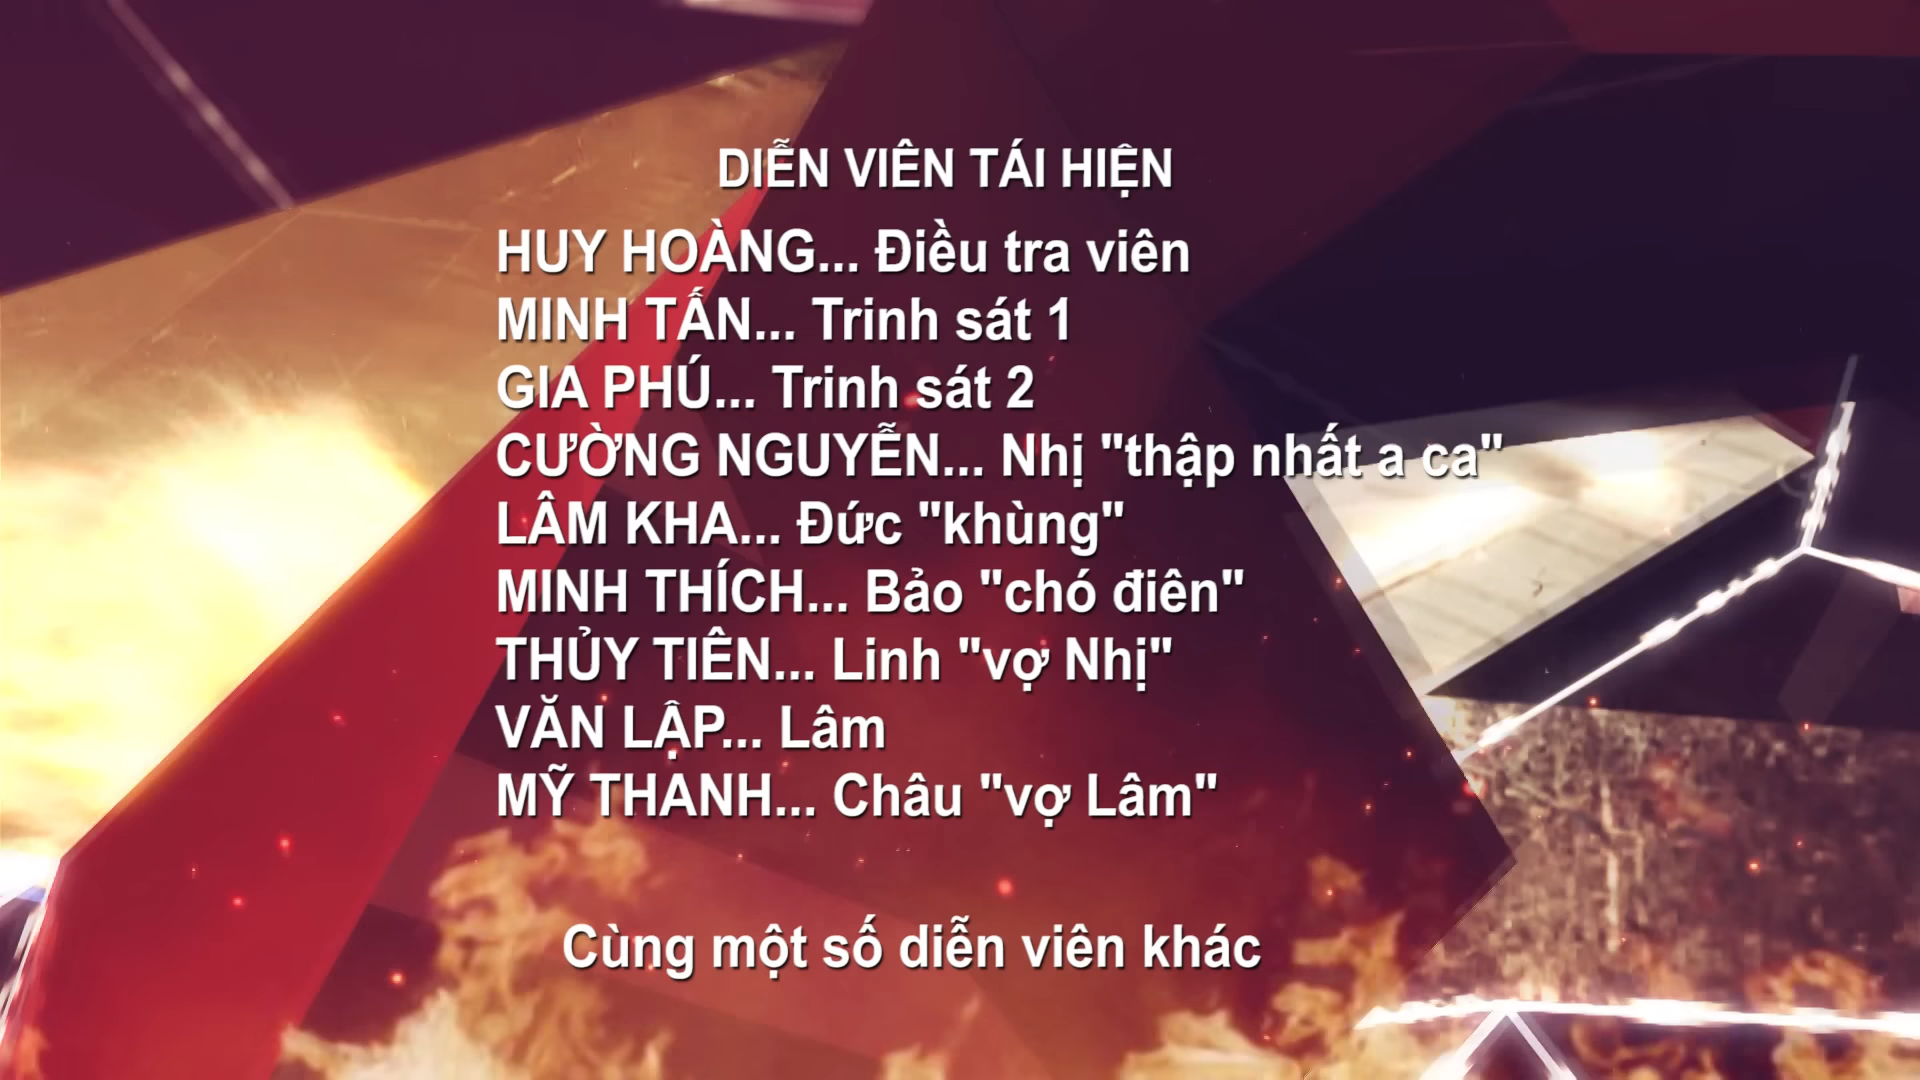 DIỄN VIÊN TÁI HIỆN
HUY HOÀNG... Điều tra viên
MINH TẤN... Trinh sát 1
GIA PHÚ... Trinh sát 2
CƯỜNG NGUYỄN... Nhị "thập nhất a ca"
LÂM KHA... Đức "khùng"
MINH THÍCH... Bảo "chó điên"
THỦY TIÊN... Linh "vợ Nhị"
VĂN LẬP... Lâm
MỸ THANH... Châu "vợ Lâm"
Cùng một số diễn viên khác